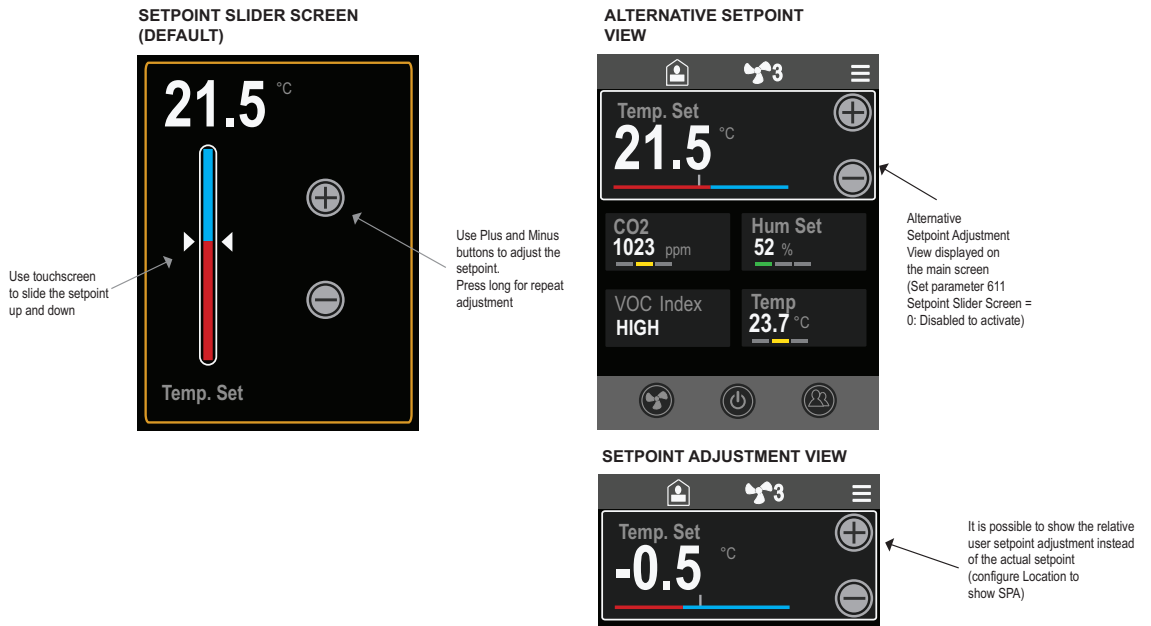 SETPOINT SLIDER SCREEN
(DEFAULT)
21.5 °C
Temp. Set
Use touchscreen
to slide the setpoint
up and down
Use Plus and Minus
buttons to adjust the
setpoint.
Press long for repeat
adjustment
ALTERNATIVE SETPOINT
VIEW
3
Temp. Set
21.5 °C
CO2
1023 ppm
Hum Set
52 %
VOC Index
HIGH
Temp
23.7 °C
Alternative
Setpoint Adjustment
View displayed on
the main screen
(Set parameter 611
Setpoint Slider Screen =
0: Disabled to activate)
SETPOINT ADJUSTMENT VIEW
3
Temp. Set
-0.5 °C
It is possible to show the relative
user setpoint adjustment instead
of the actual setpoint
(configure Location to
show SPA)